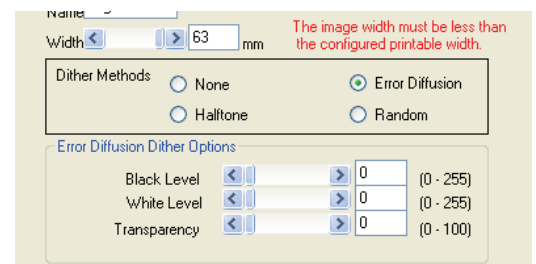 Name
Width 63 mm
The image width must be less than
the configured printable width.
Dither Methods None Error Diffusion
Halftone Random
Error Diffusion Dither Options
Black Level 0 (0 - 255)
White Level 0 (0 - 255)
Transparency 0 (0 - 100)